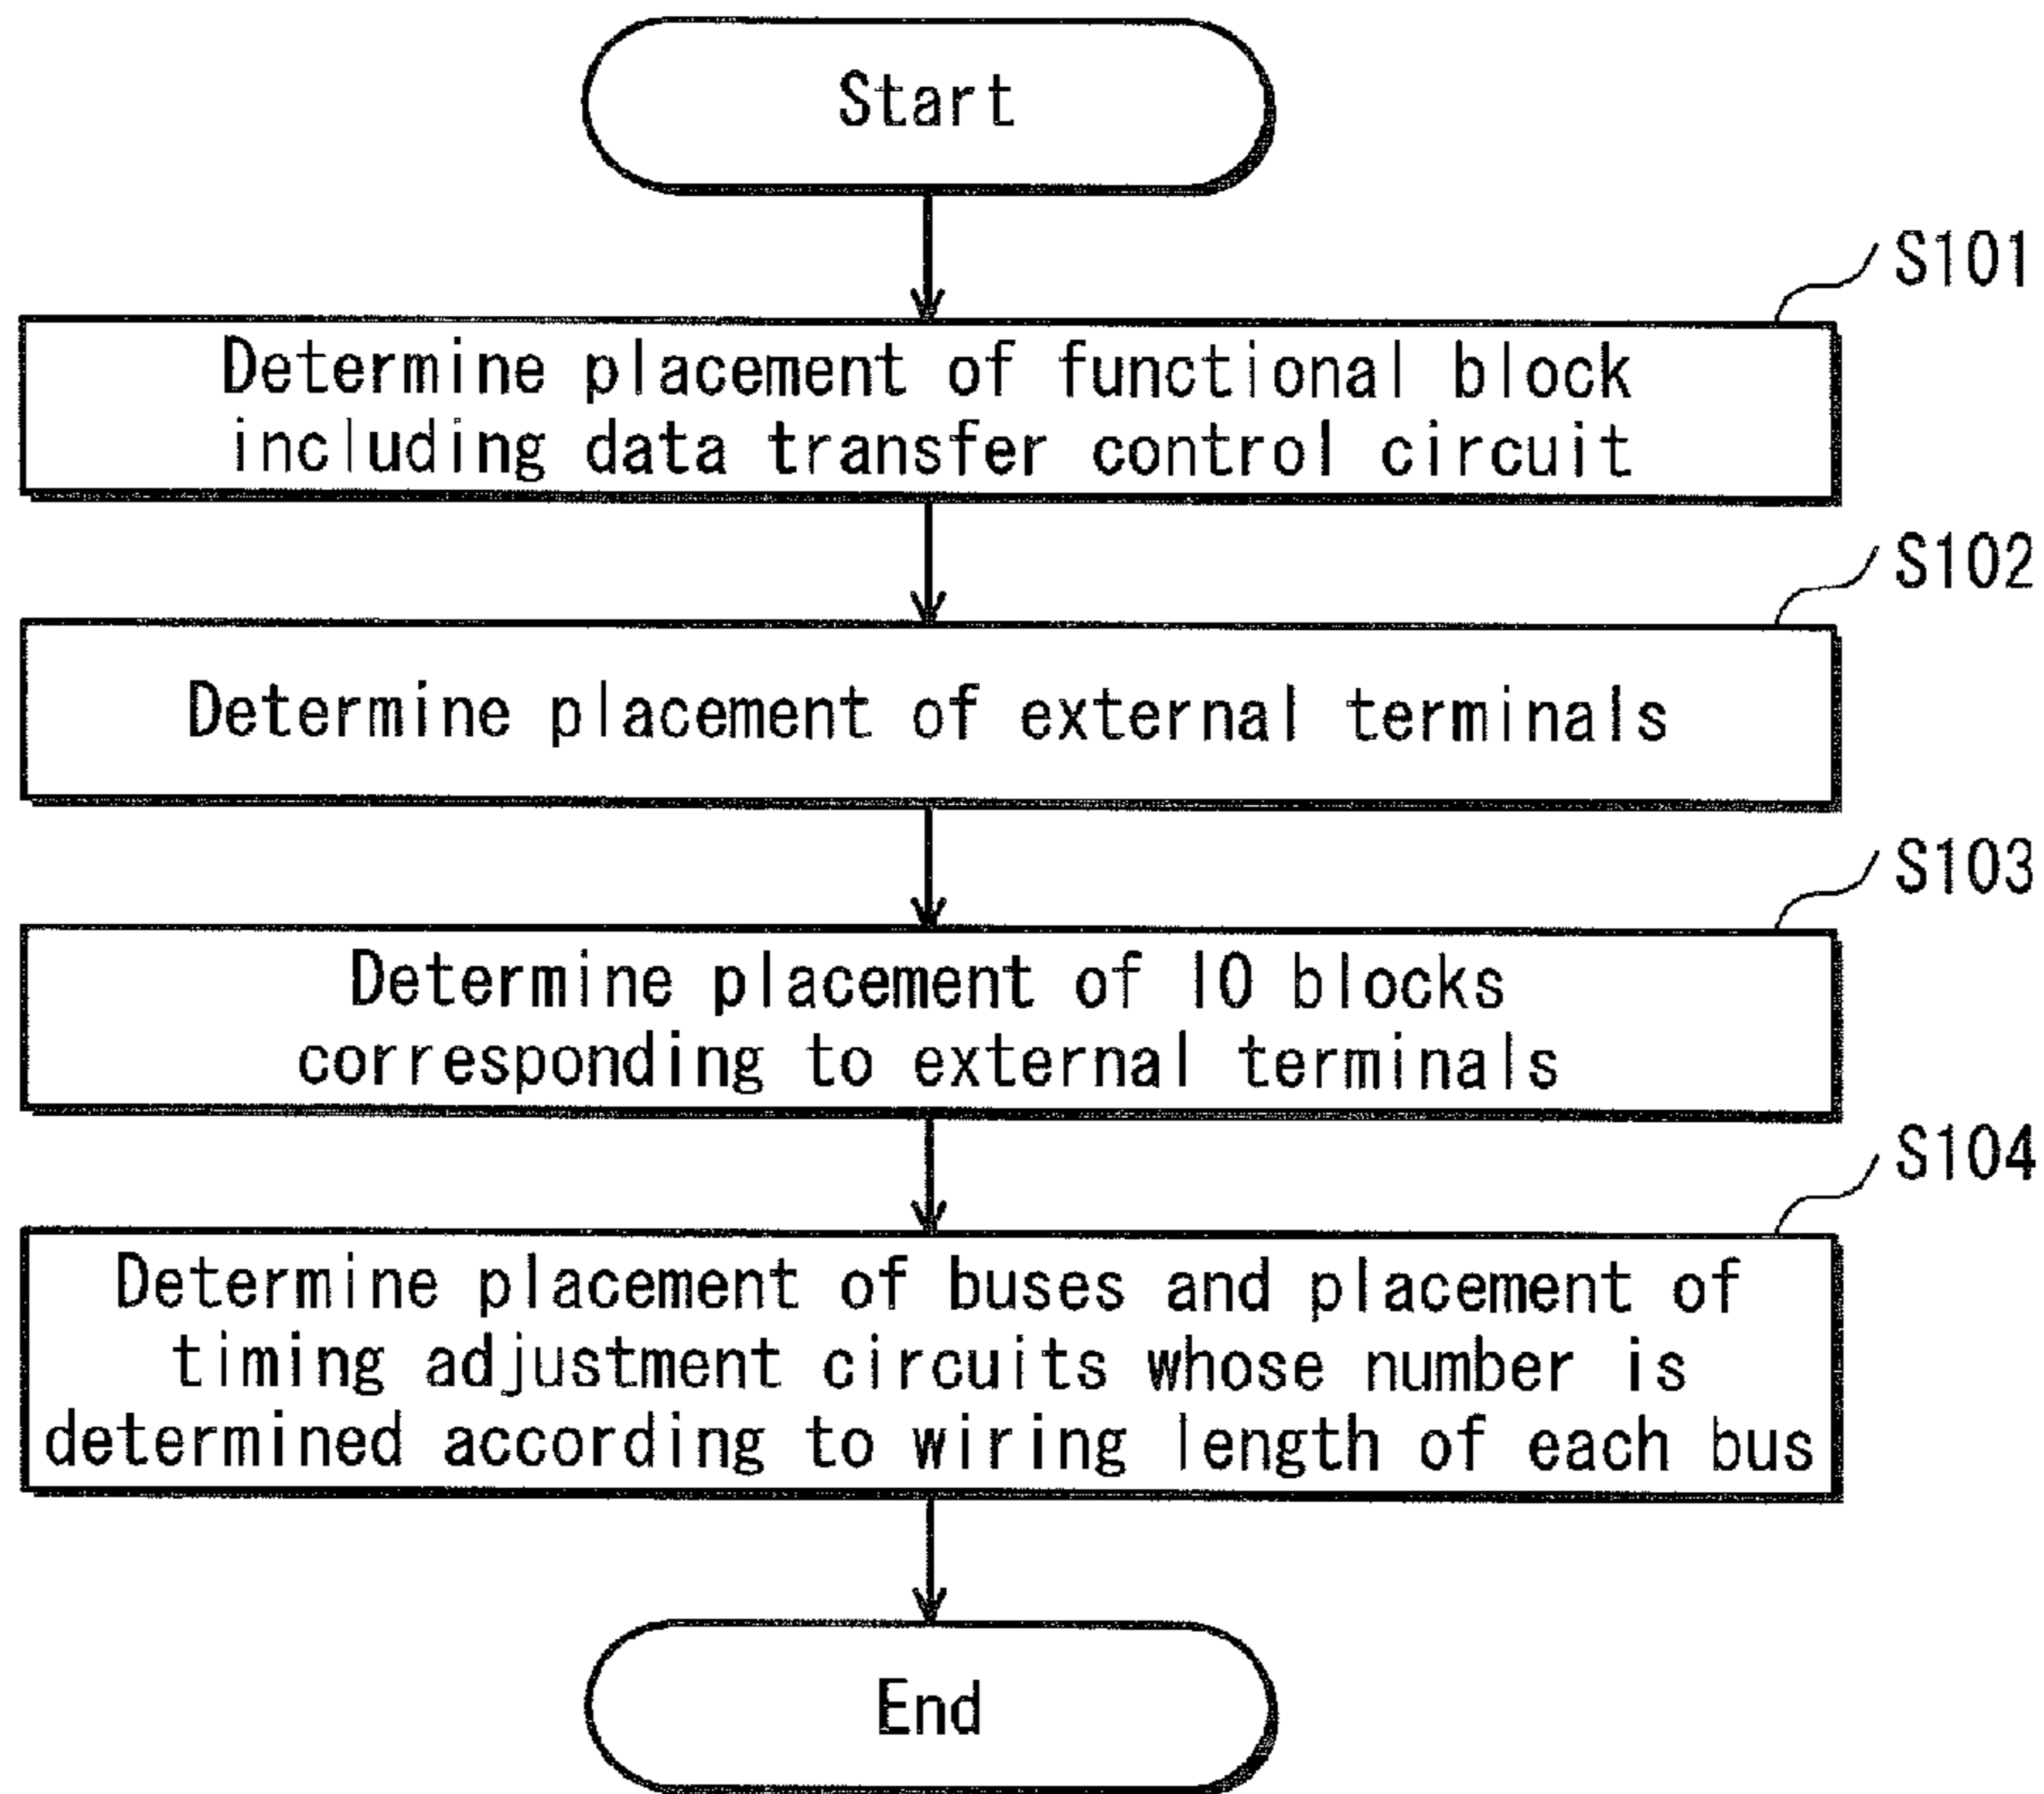 Start
S101
Determine placement of functional block
including data transfer control circuit
S102
Determine placement of external terminals
S103
Determine placement of IO blocks
corresponding to external terminals
S104
Determine placement of buses and placement of
timing adjustment circuits whose number is
determined according to wiring length of each bus
End